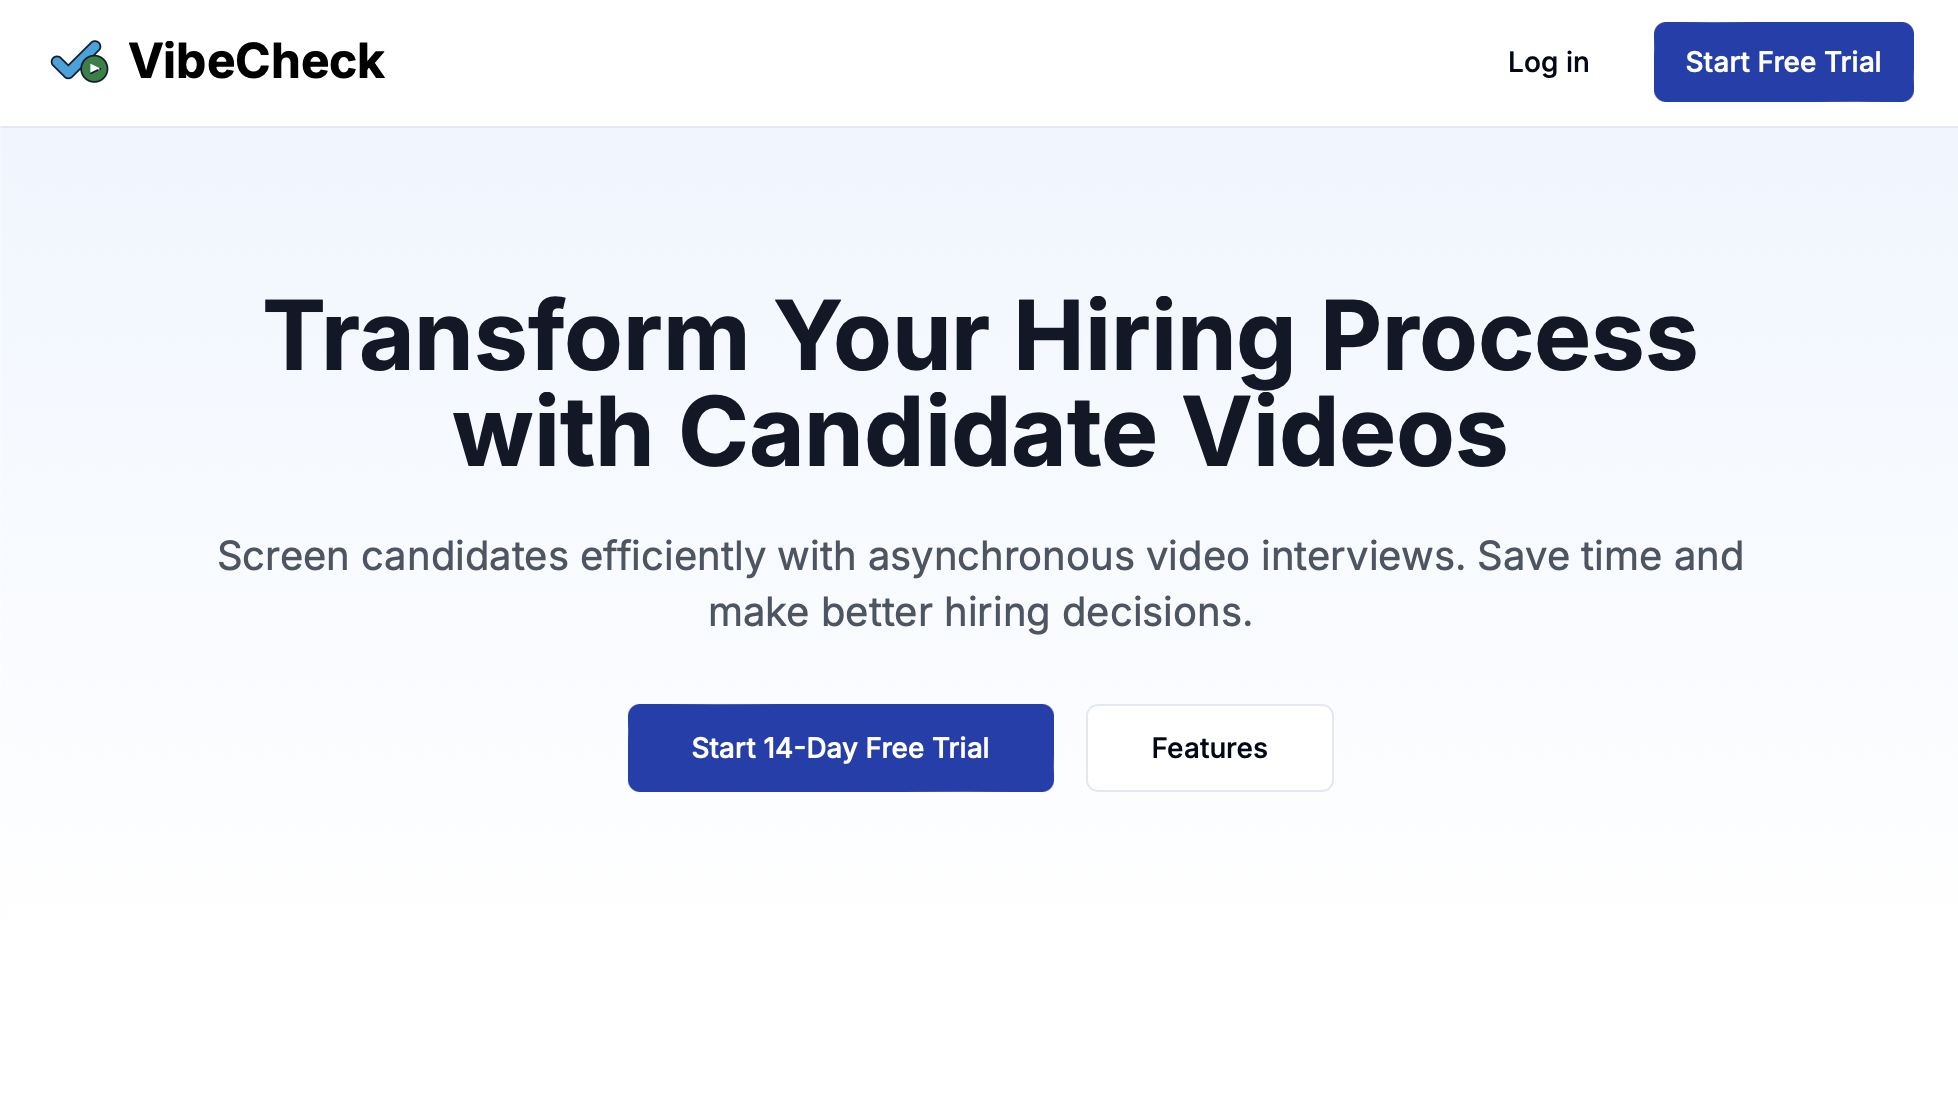 VibeCheck
Log in
Start Free Trial
Transform Your Hiring Process
with Candidate Videos
Screen candidates efficiently with asynchronous video interviews. Save time and
make better hiring decisions.
Start 14-Day Free Trial
Features